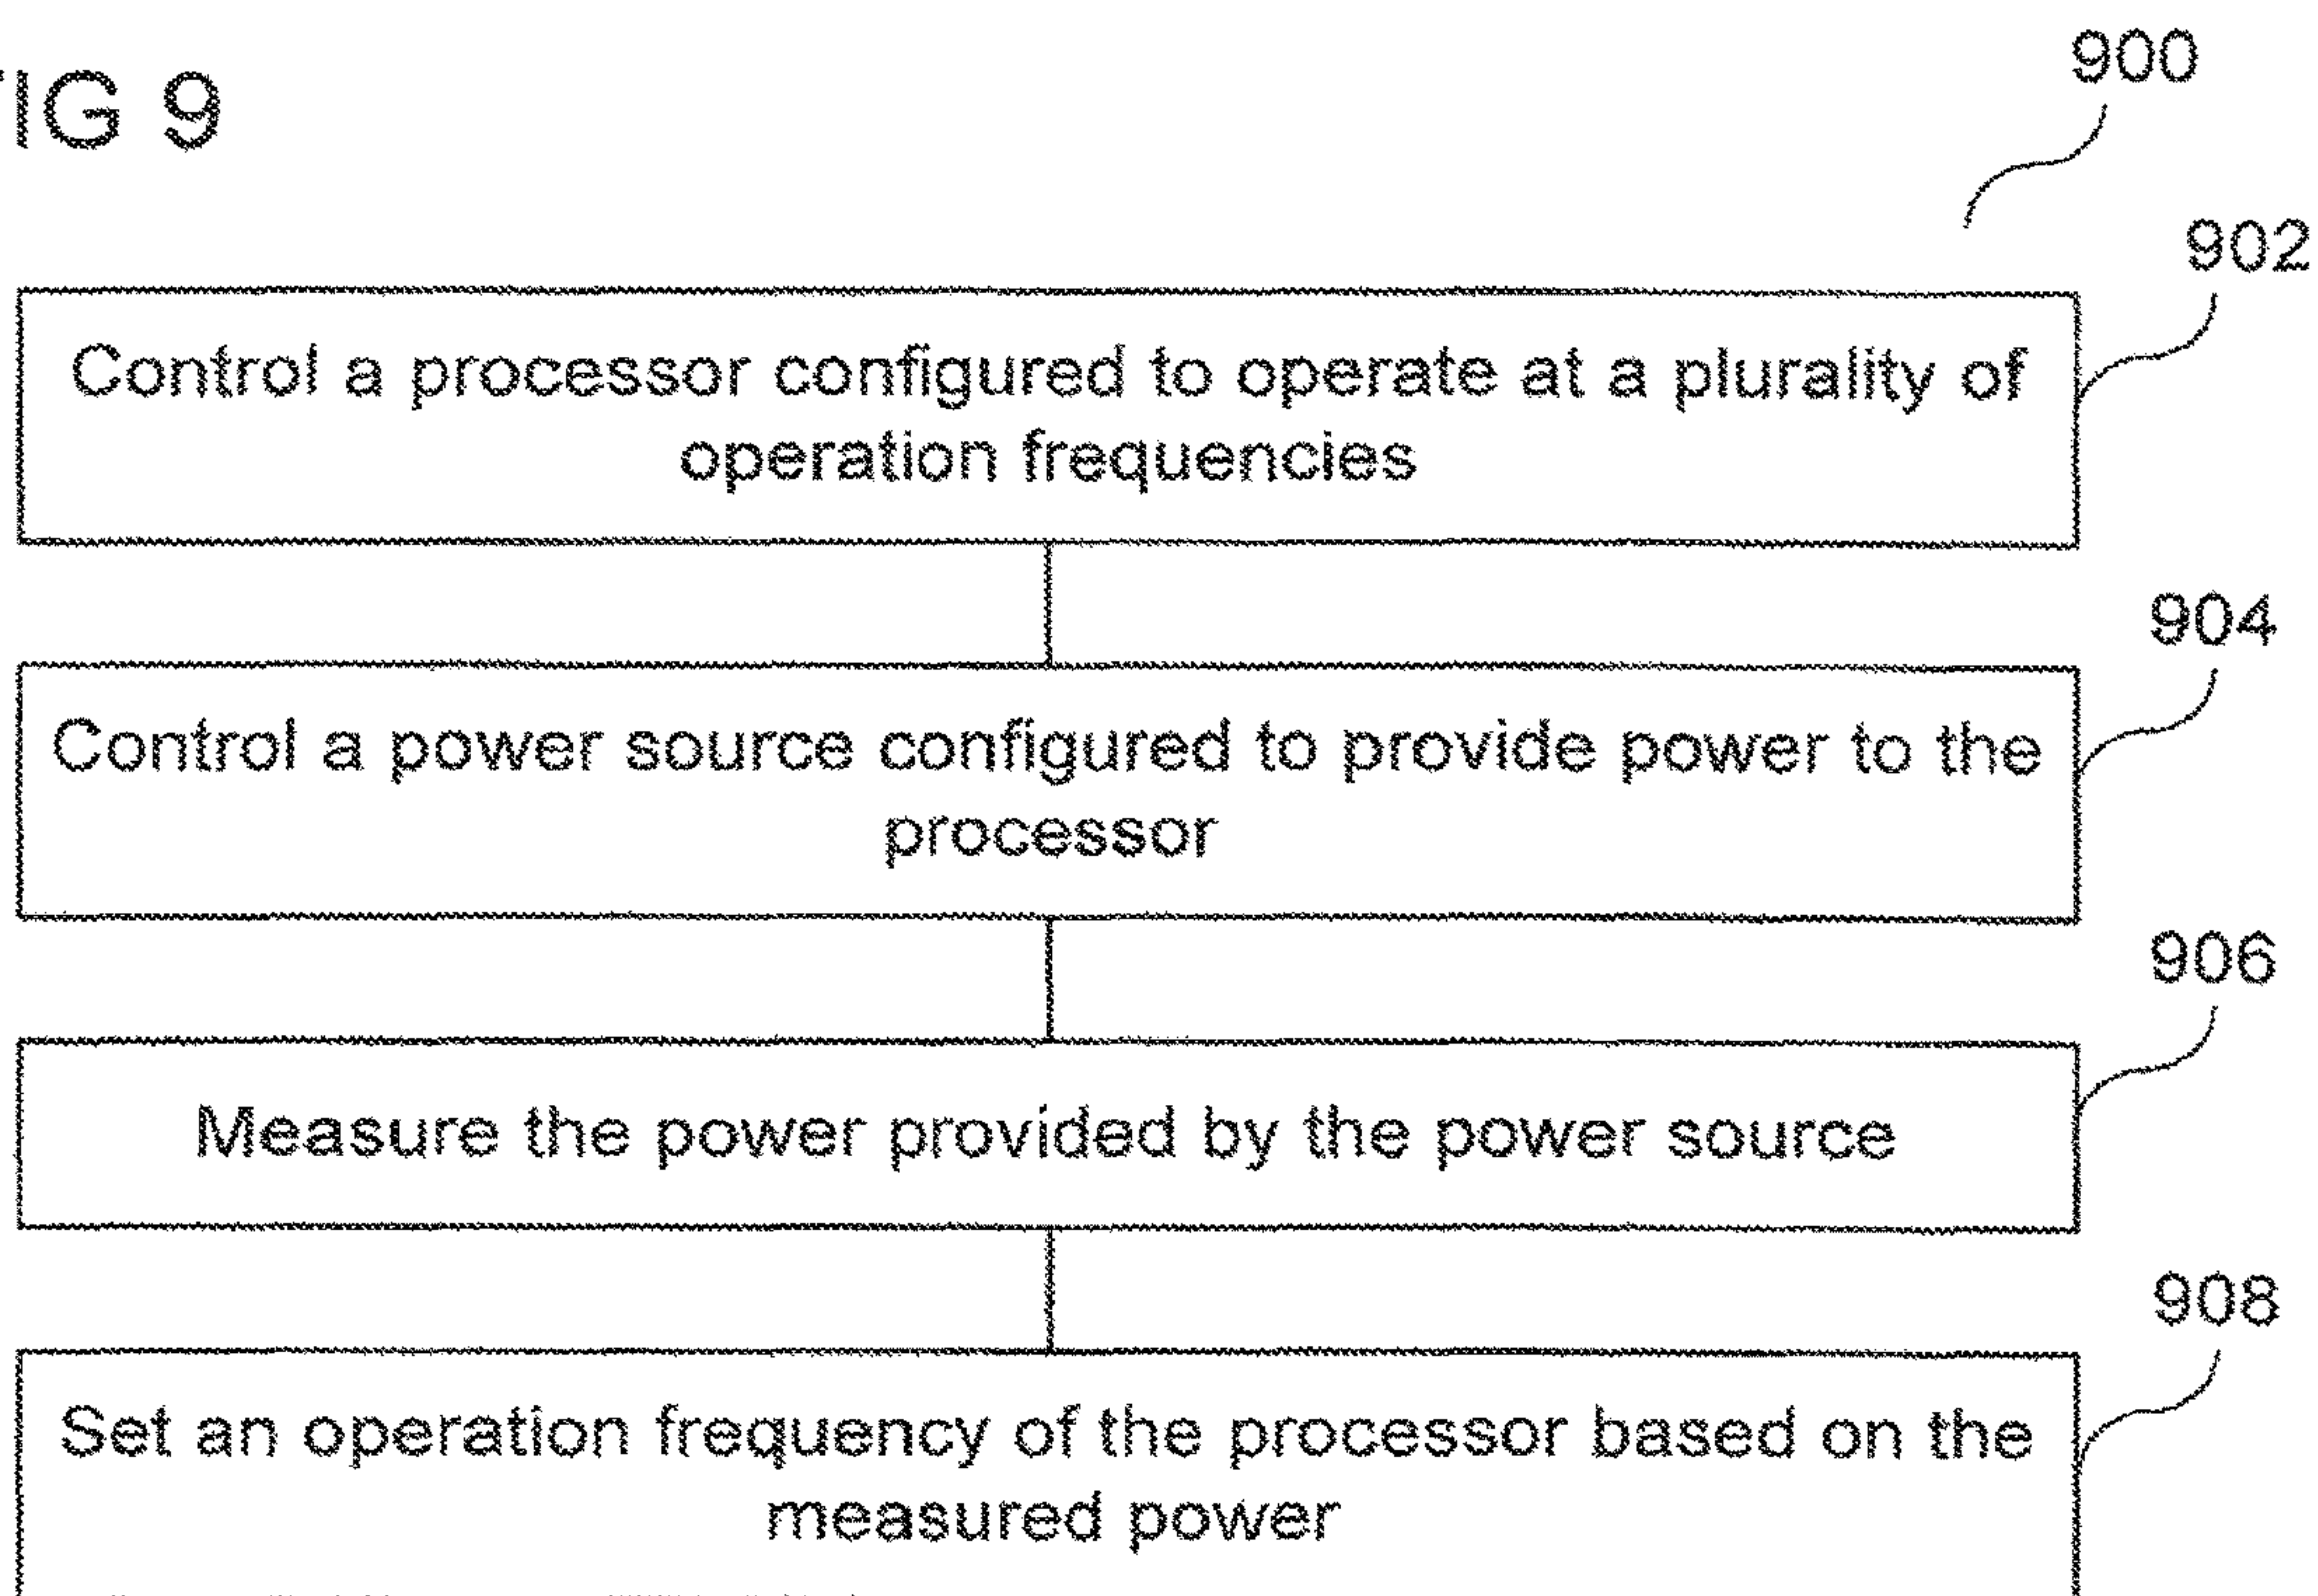 FIG 9
900
902
Control a processor configured to operate at a plurality of
operation frequencies
904
Control a power source configured to provide power to the
processor
906
Measure the power provided by the power source
908
Set an operation frequency of the processor based on the
measured power